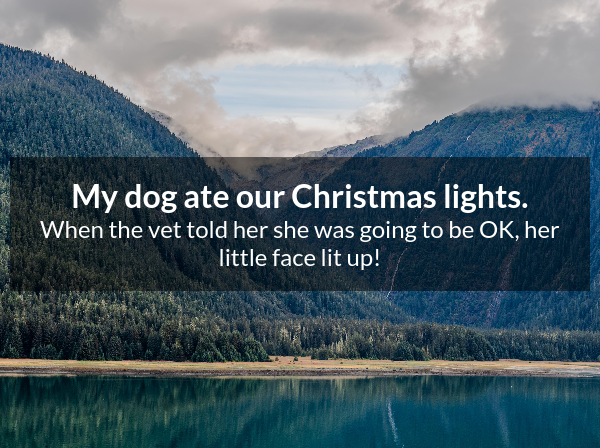 My dog ate our Christmas lights.
When the vet told her she was going to be OK, her
little face lit up!